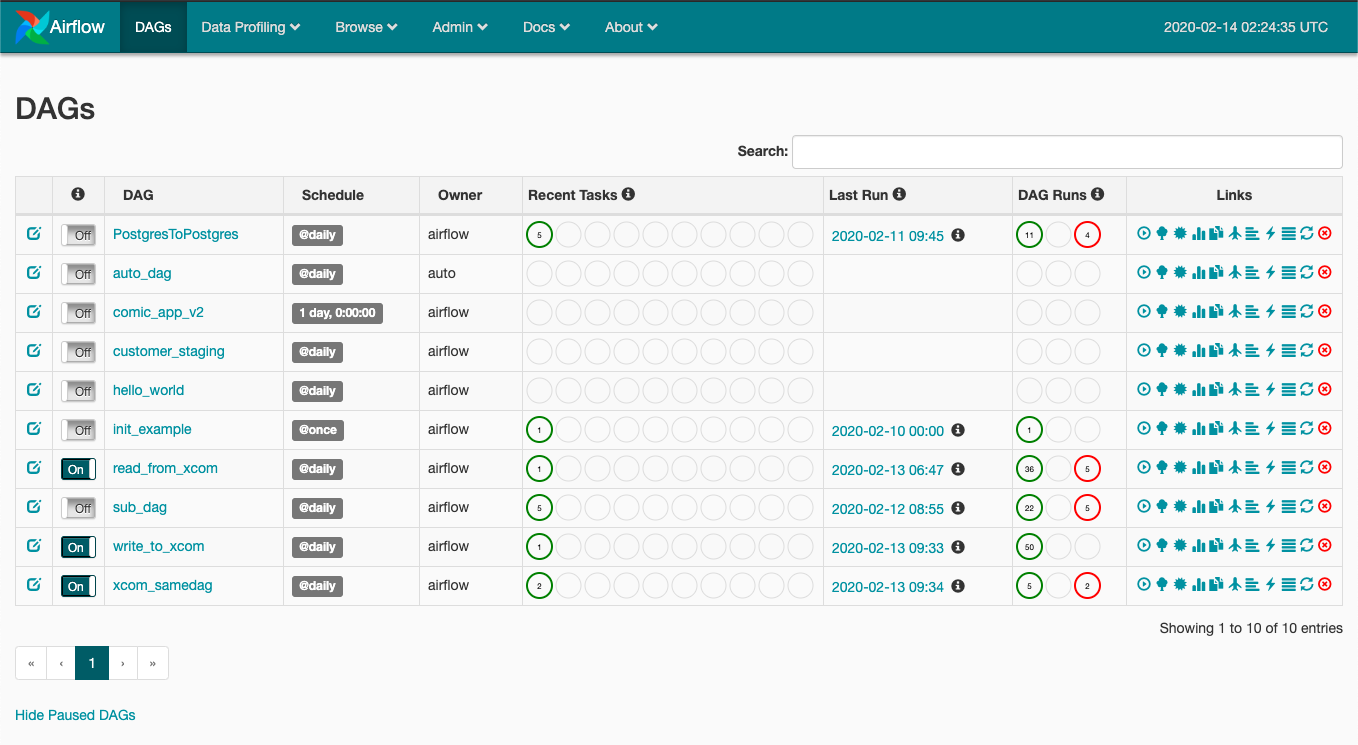 Airflow DAGs Data Profiling Browse Admin Docs About 2020-02-14 02:24:35 UTC
DAGs
Search:
DAG Schedule Owner Recent Tasks Last Run DAG Runs Links
Off PostgresToPostgres @daily airflow 5 2020-02-11 09:45 11 4
Off auto_dag @daily auto
Off comic_app_v2 1 day, 0:00:00 airflow
Off customer_staging @daily airflow
Off hello_world @daily airflow
Off init_example @once airflow 1 2020-02-10 00:00 1
On read_from_xcom @daily airflow 1 2020-02-13 06:47 36 5
Off sub_dag @daily airflow 5 2020-02-12 08:55 22 5
On write_to_xcom @daily airflow 1 2020-02-13 09:33 50
On xcom_samedag @daily airflow 2 2020-02-13 09:34 5 2
Showing 1 to 10 of 10 entries
« ‹ 1 › »
Hide Paused DAGs